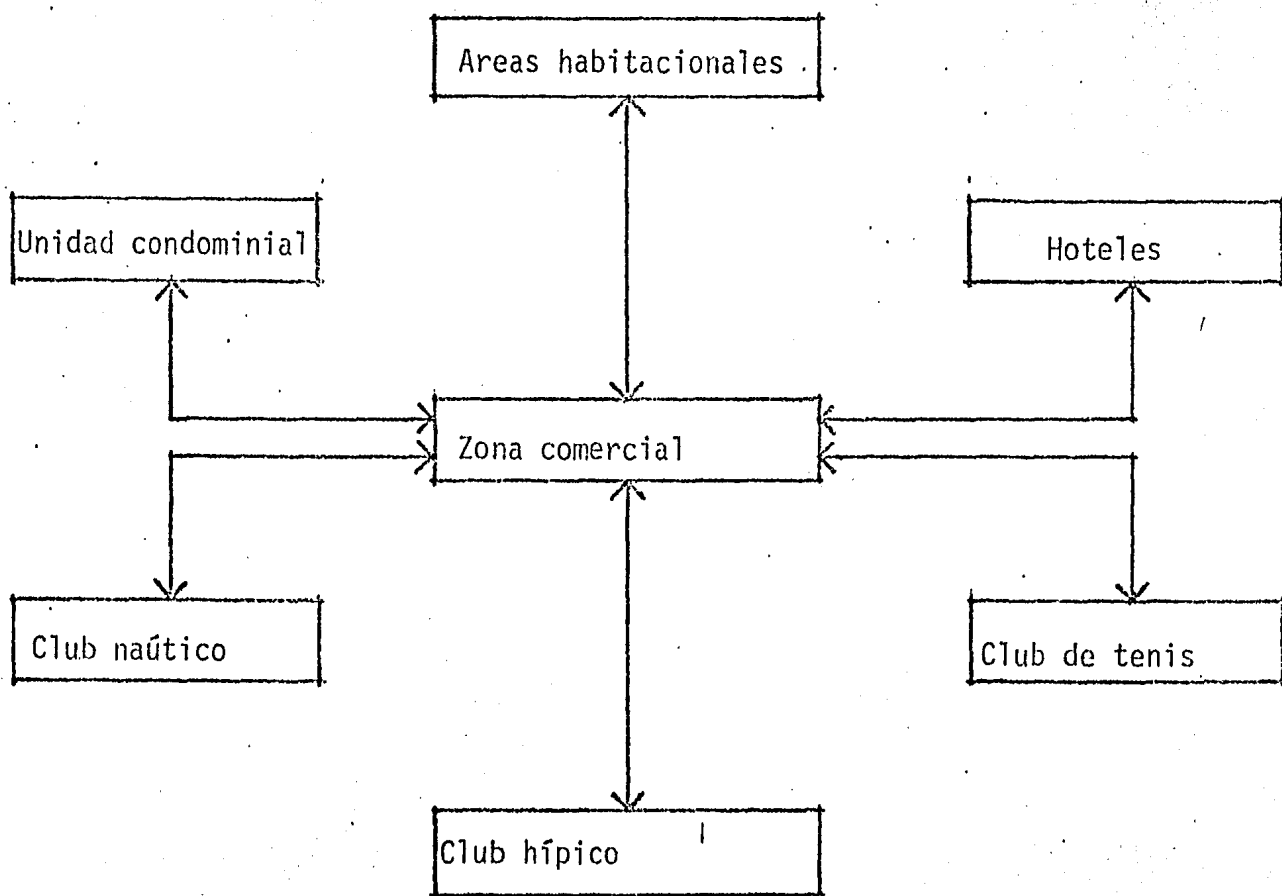 Areas habitacionales
Unidad condominial
Hoteles
Zona comercial
Club naútico
Club de tenis
Club hípico